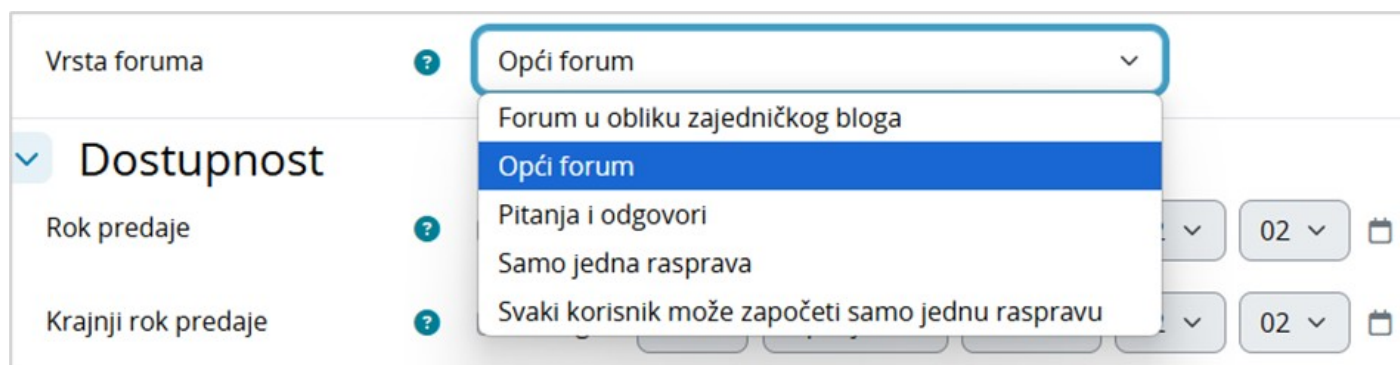 Vrsta foruma
Opći forum
Forum u obliku zajedničkog bloga
Opći forum
Pitanja i odgovori
Samo jedna rasprava
Svaki korisnik može započeti samo jednu raspravu
Dostupnost
Rok predaje
02
Krajnji rok predaje
02